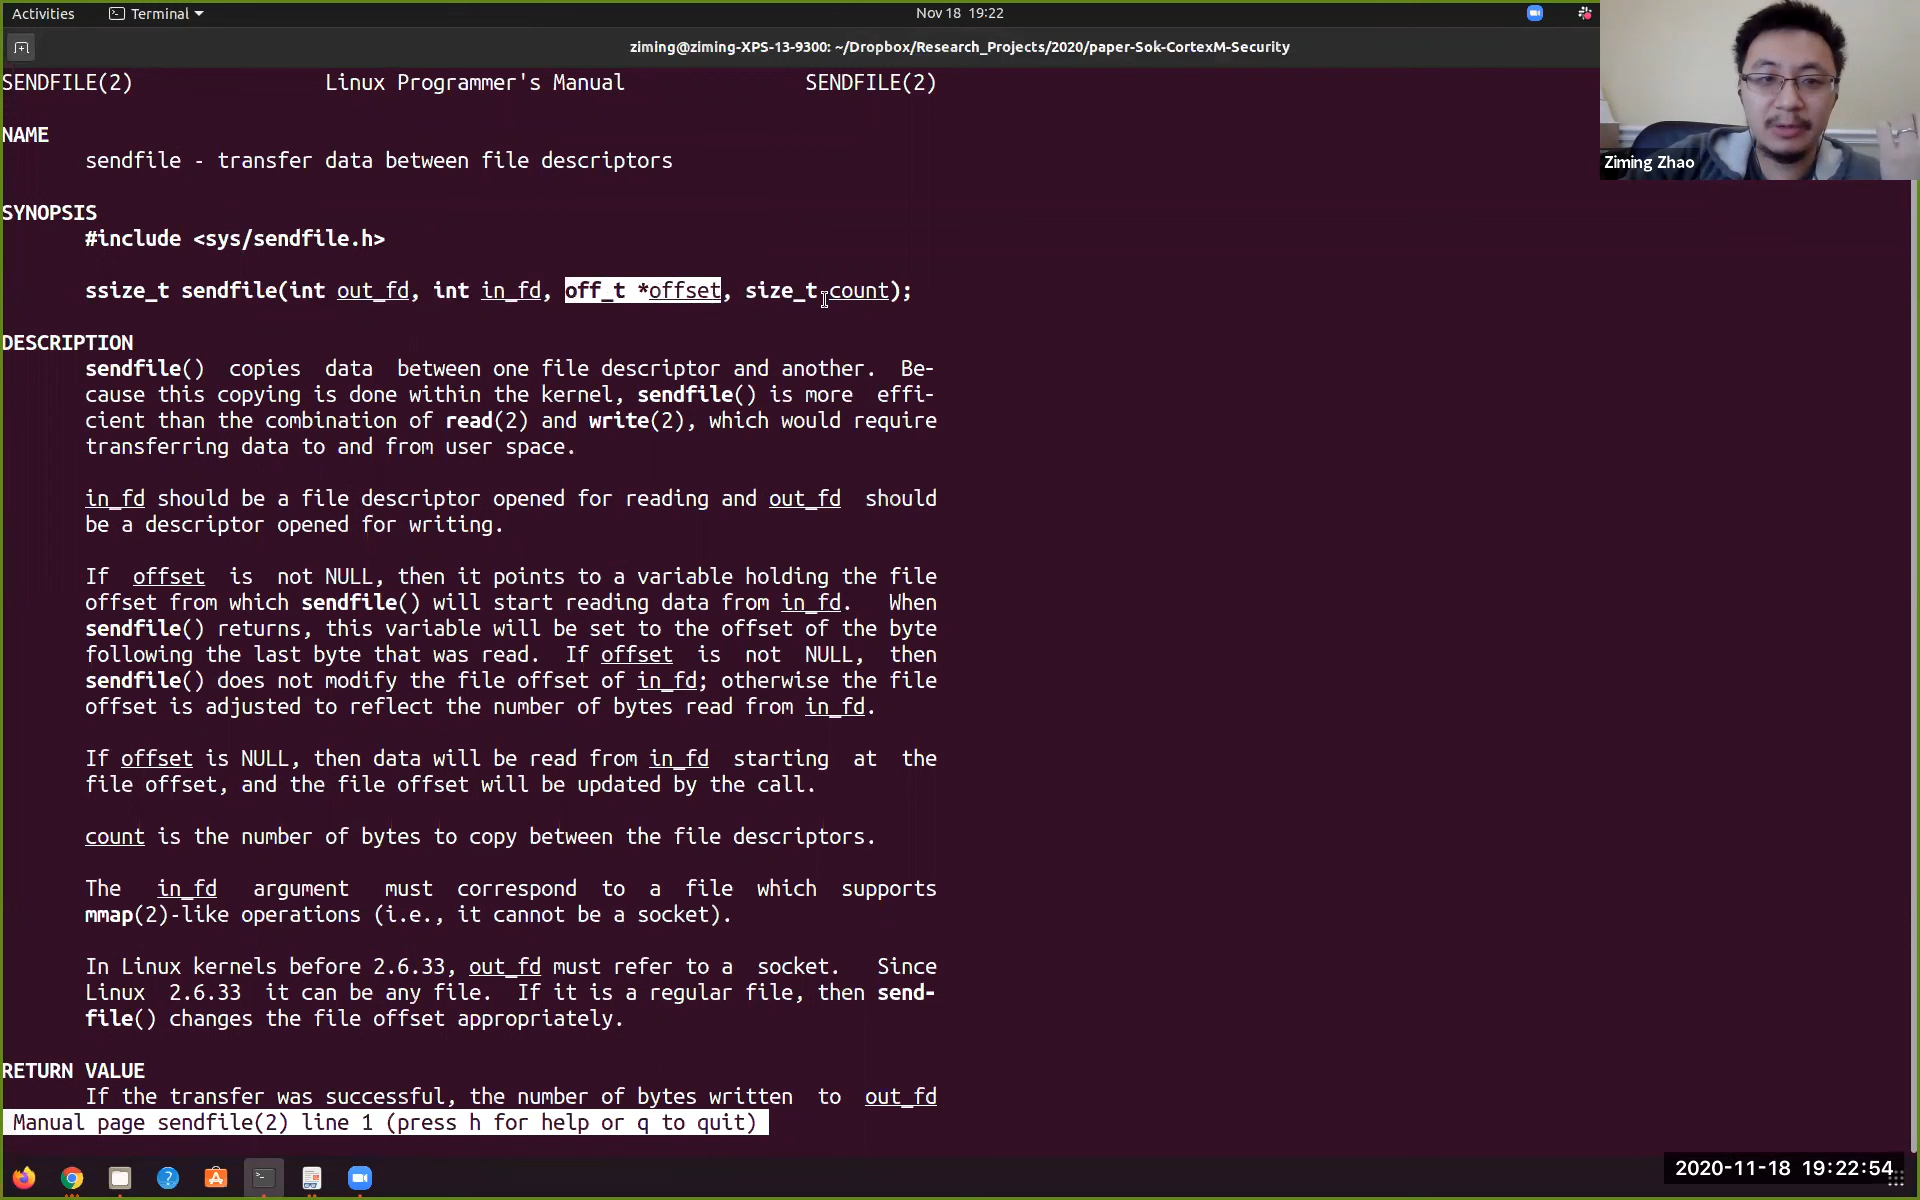 Activities Terminal Nov 18 19:22
ziming@ziming-XPS-13-9300: ~/Dropbox/Research_Projects/2020/paper-Sok-CortexM-Security
SENDFILE(2) Linux Programmer's Manual SENDFILE(2)
NAME
sendfile - transfer data between file descriptors
Ziming Zhao
SYNOPSIS
#include <sys/sendfile.h>
ssize_t sendfile(int out_fd, int in_fd, off_t *offset, size_t count);
DESCRIPTION
sendfile() copies data between one file descriptor and another. Be-
cause this copying is done within the kernel, sendfile() is more effi-
cient than the combination of read(2) and write(2), which would require
transferring data to and from user space.
in_fd should be a file descriptor opened for reading and out_fd should
be a descriptor opened for writing.
If offset is not NULL, then it points to a variable holding the file
offset from which sendfile() will start reading data from in_fd. When
sendfile() returns, this variable will be set to the offset of the byte
following the last byte that was read. If offset is not NULL, then
sendfile() does not modify the file offset of in_fd; otherwise the file
offset is adjusted to reflect the number of bytes read from in_fd.
If offset is NULL, then data will be read from in_fd starting at the
file offset, and the file offset will be updated by the call.
count is the number of bytes to copy between the file descriptors.
The in_fd argument must correspond to a file which supports
mmap(2)-like operations (i.e., it cannot be a socket).
In Linux kernels before 2.6.33, out_fd must refer to a socket. Since
Linux 2.6.33 it can be any file. If it is a regular file, then send-
file() changes the file offset appropriately.
RETURN VALUE
If the transfer was successful, the number of bytes written to out_fd
Manual page sendfile(2) line 1 (press h for help or q to quit)
2020-11-18 19:22:54